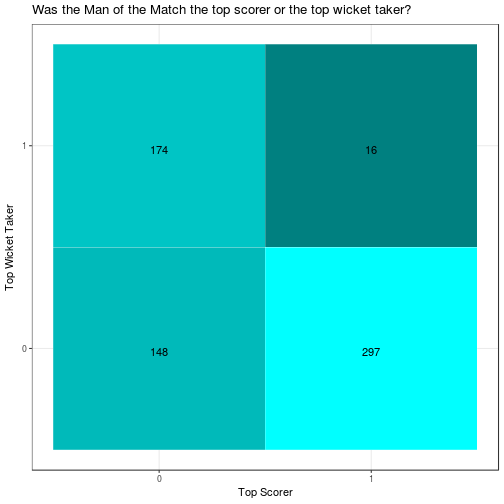 Was the Man of the Match the top scorer or the top wicket taker?
Top Wicket Taker
1
174
16
0
148
297
0
1
Top Scorer